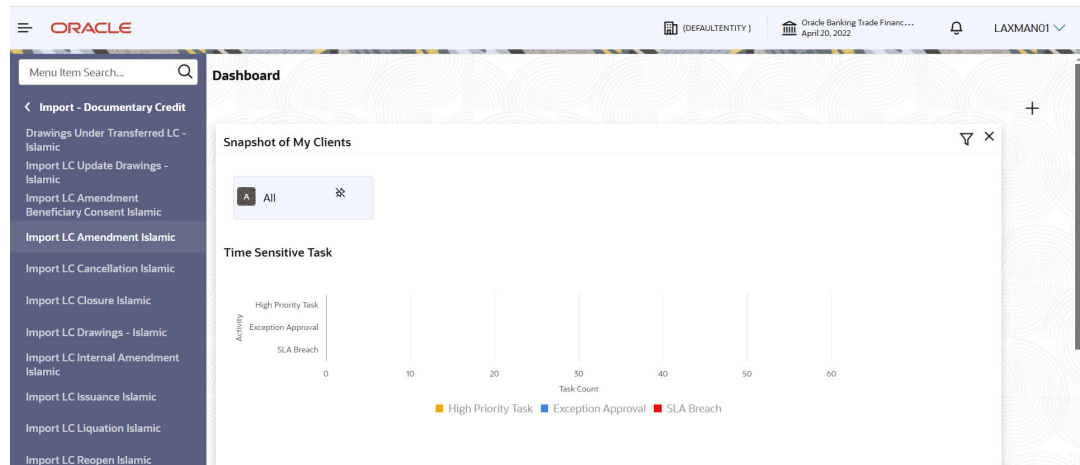 ORACLE
(DEFAULTENTITY )
Oracle Banking Trade Financ...
April 20, 2022
LAXMAN01
Menu Item Search...
Import - Documentary Credit
Drawings Under Transferred LC -
Islamic
Import LC Update Drawings -
Islamic
Import LC Amendment
Beneficiary Consent Islamic
Import LC Amendment Islamic
Import LC Cancellation Islamic
Import LC Closure Islamic
Import LC Drawings - Islamic
Import LC Internal Amendment
Islamic
Import LC Issuance Islamic
Import LC Liquation Islamic
Import LC Reopen Islamic
Dashboard
Snapshot of My Clients
A All
Time Sensitive Task
Activity
High Priority Task
Exception Approval
SLA Breach
0 10 20 30 40 50 60
Task Count
High Priority Task Exception Approval SLA Breach